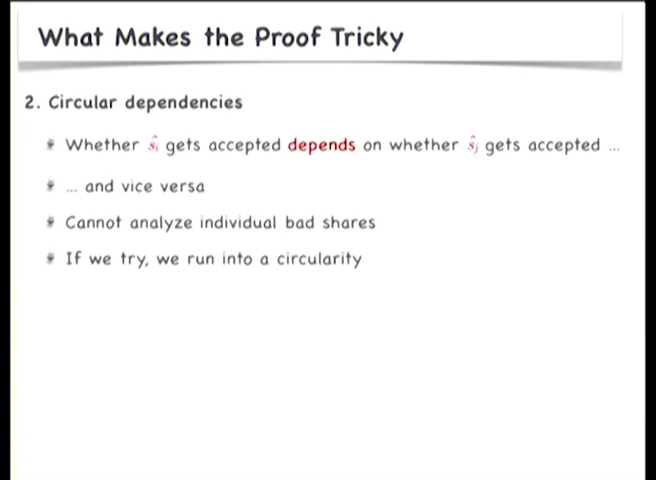 What Makes the Proof Tricky
2. Circular dependencies
* Whether ŝᵢ gets accepted depends on whether ŝⱼ gets accepted ...
* ... and vice versa
* Cannot analyze individual bad shares
* If we try, we run into a circularity